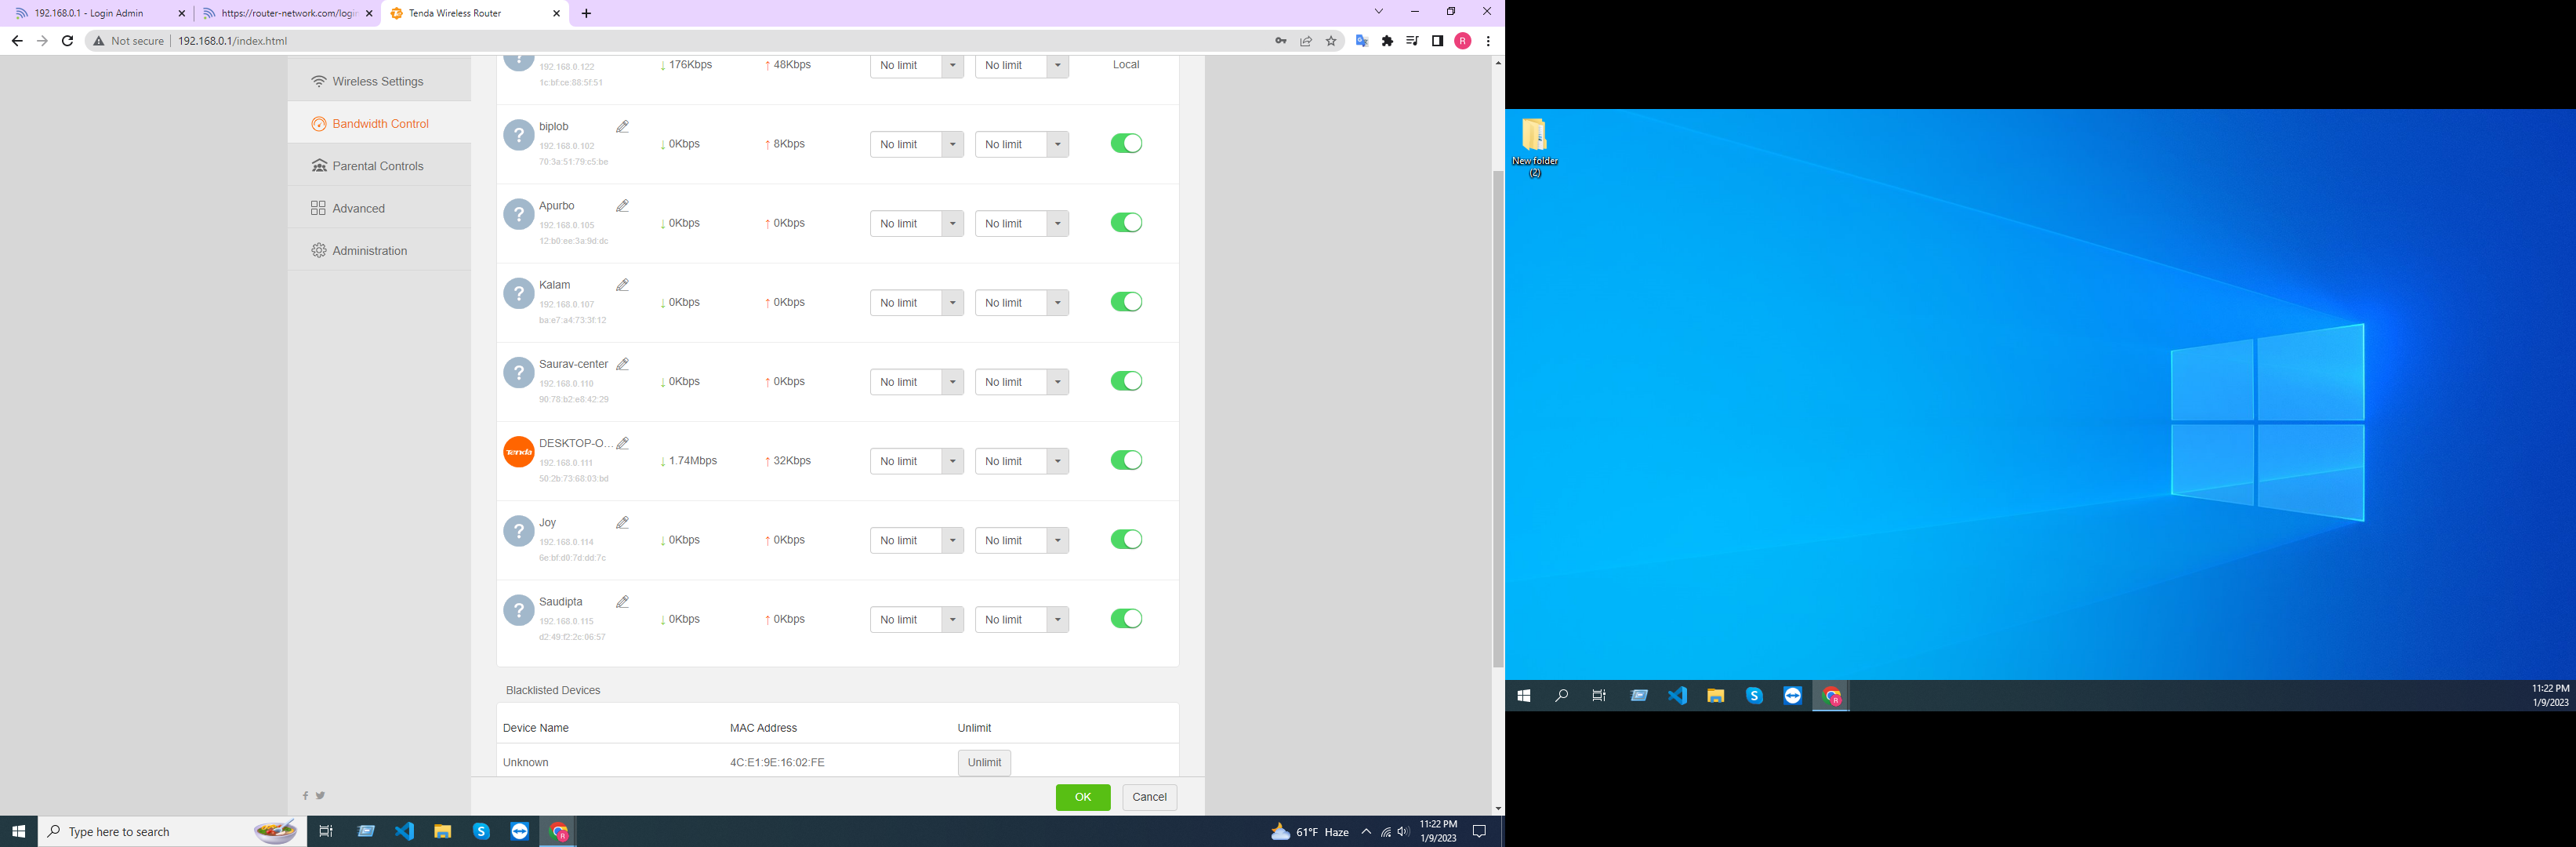 192.168.0.1 - Login Admin
https://router-network.com/login
Tenda Wireless Router
Not secure
192.168.0.1/index.html
R
Wireless Settings
Bandwidth Control
Parental Controls
Advanced
Administration
192.168.0.122
1c:bf:ce:88:5f:51
↓ 176Kbps
↑ 48Kbps
No limit
No limit
Local
? biplob
192.168.0.102
70:3a:51:79:c5:be
↓ 0Kbps
↑ 8Kbps
No limit
No limit
? Apurbo
192.168.0.105
12:b0:ee:3a:9d:dc
↓ 0Kbps
↑ 0Kbps
No limit
No limit
? Kalam
192.168.0.107
ba:e7:a4:73:3f:12
↓ 0Kbps
↑ 0Kbps
No limit
No limit
? Saurav-center
192.168.0.110
90:78:b2:e8:42:29
↓ 0Kbps
↑ 0Kbps
No limit
No limit
Tenda DESKTOP-O...
192.168.0.111
50:2b:73:68:03:bd
↓ 1.74Mbps
↑ 32Kbps
No limit
No limit
? Joy
192.168.0.114
6e:bf:d0:7d:dd:7c
↓ 0Kbps
↑ 0Kbps
No limit
No limit
? Saudipta
192.168.0.115
d2:49:f2:2c:06:57
↓ 0Kbps
↑ 0Kbps
No limit
No limit
Blacklisted Devices
Device Name
MAC Address
Unlimit
Unknown
4C:E1:9E:16:02:FE
Unlimit
OK
Cancel
Type here to search
61°F Haze
11:22 PM
1/9/2023
New folder
(2)
11:22 PM
1/9/2023